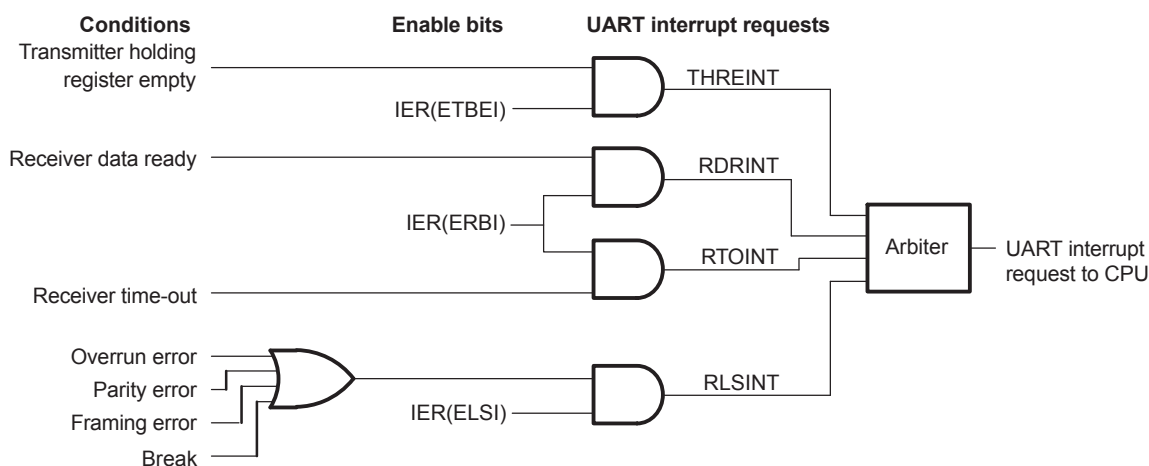 Conditions
Enable bits
UART interrupt requests
Transmitter holding
register empty
THREINT
IER(ETBEI)
Receiver data ready
RDRINT
IER(ERBI)
Arbiter
UART interrupt
request to CPU
RTOINT
Receiver time-out
Overrun error
Parity error
Framing error
Break
RLSINT
IER(ELSI)